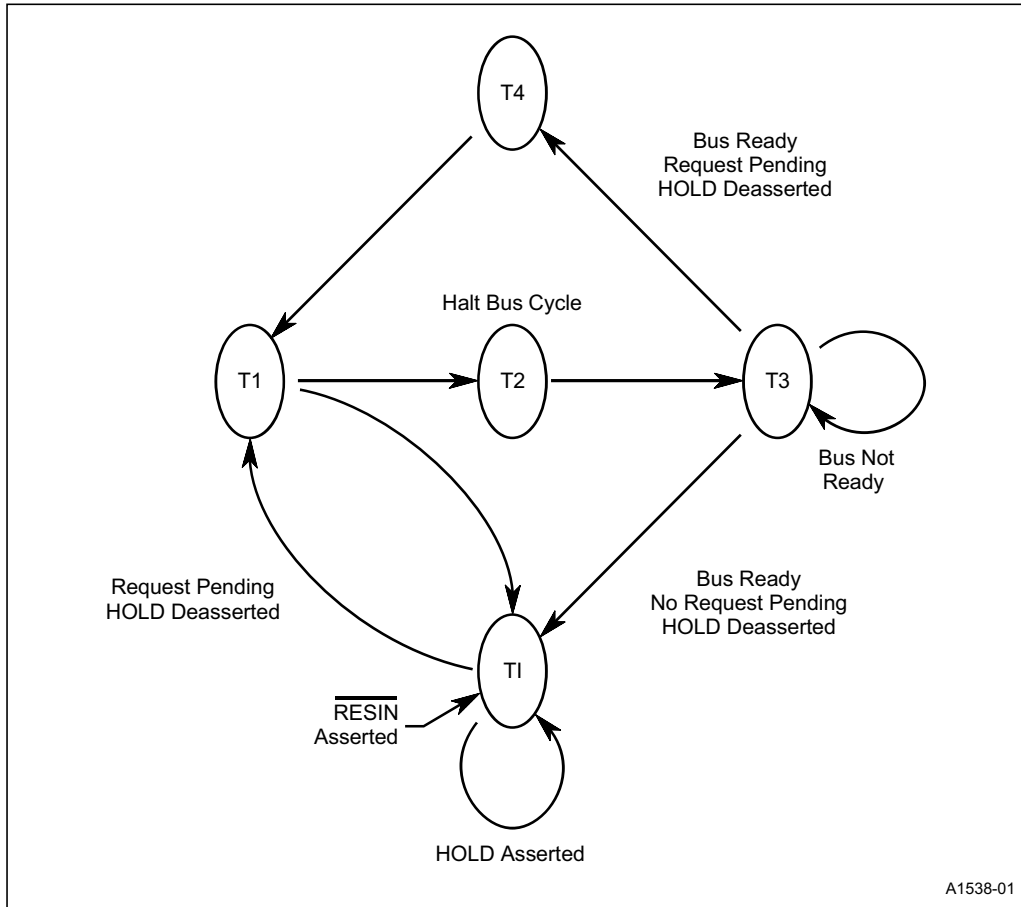 T4
Bus Ready
Request Pending
HOLD Deasserted
Halt Bus Cycle
T1
T2
T3
Bus Not
Ready
Request Pending
HOLD Deasserted
Bus Ready
No Request Pending
HOLD Deasserted
TI
RESIN
Asserted
HOLD Asserted
A1538-01